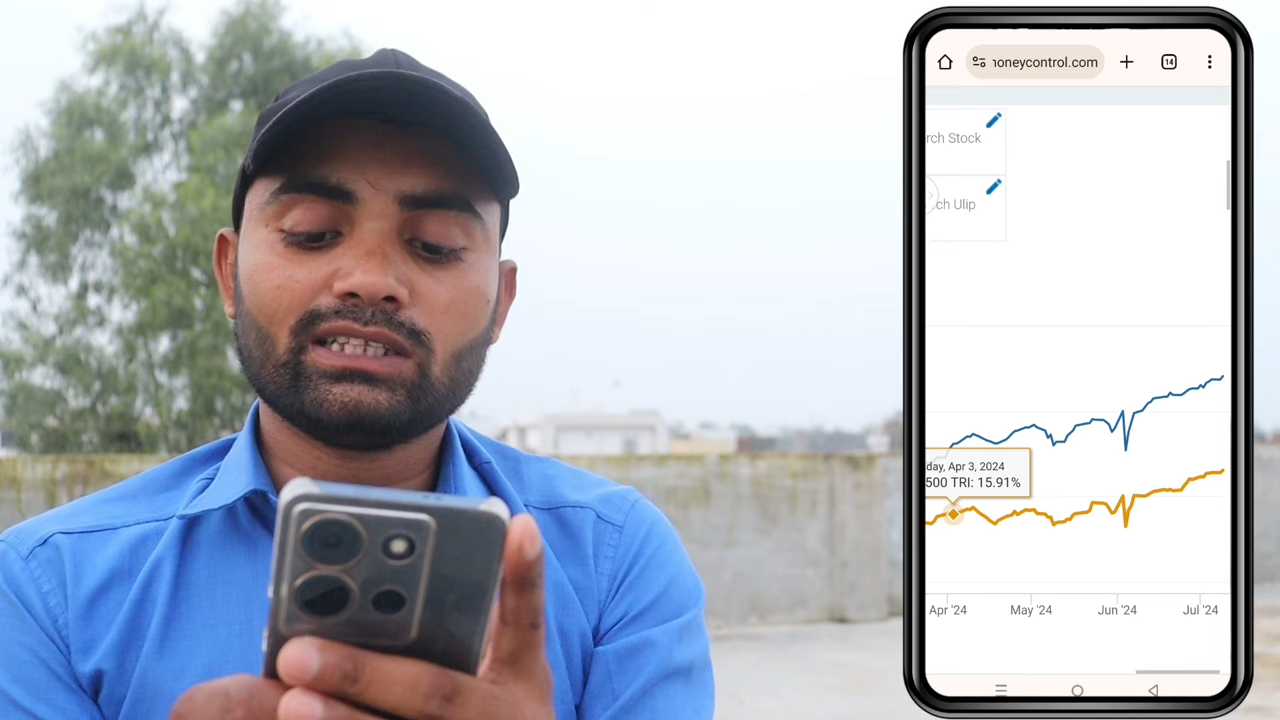 oneycontrol.com
14
rch Stock
ch Ulip
day, Apr 3, 2024
500 TRI: 15.91%
Apr '24
May '24
Jun '24
Jul '24